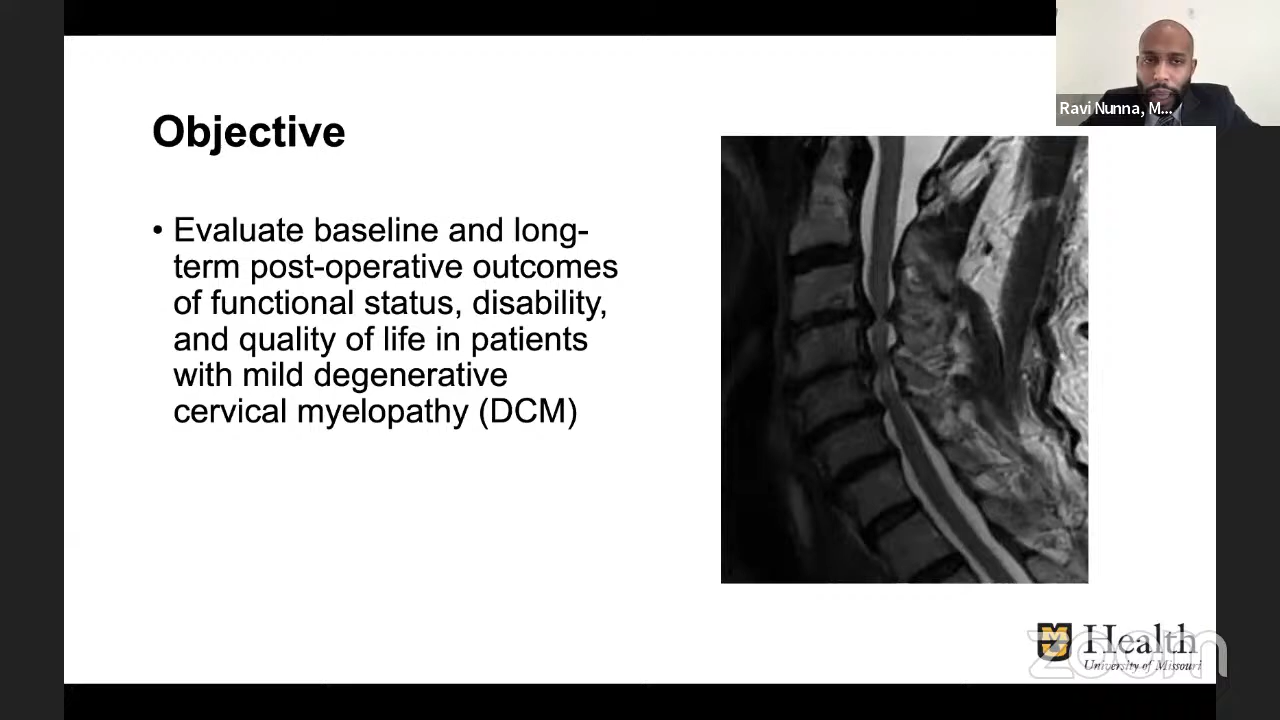 Ravi Nunna, M...
Objective
• Evaluate baseline and long-
term post-operative outcomes
of functional status, disability,
and quality of life in patients
with mild degenerative
cervical myelopathy (DCM)
Health
University of Missouri
zoom